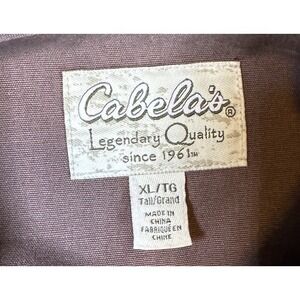 Cabela's®
Legendary Quality
since 1961™
XL/TG
Tall/Grand
MADE IN
CHINA
FABRIQUÉ EN
CHINE